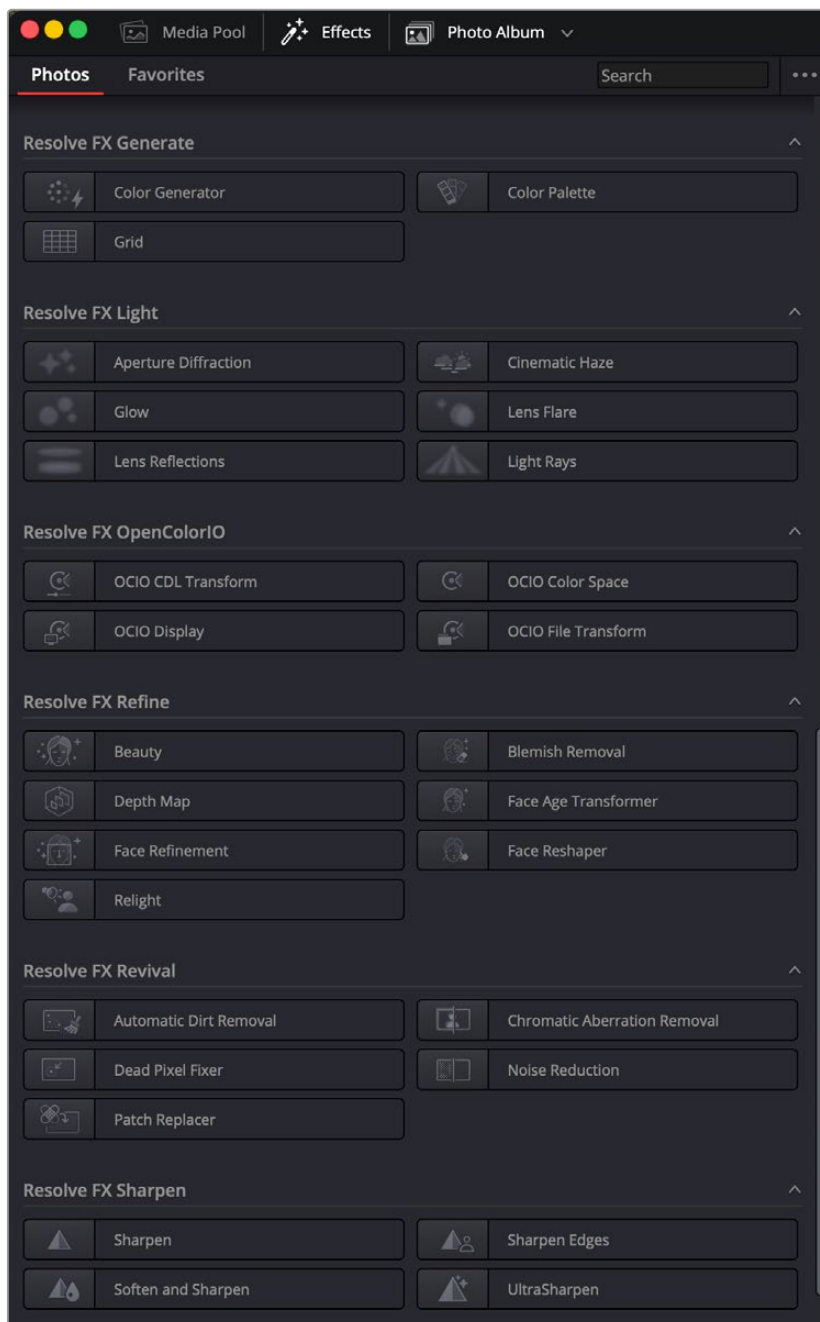 Media Pool Effects Photo Album
Photos Favorites Search
Resolve FX Generate
Color Generator Color Palette
Grid
Resolve FX Light
Aperture Diffraction Cinematic Haze
Glow Lens Flare
Lens Reflections Light Rays
Resolve FX OpenColorIO
OCIO CDL Transform OCIO Color Space
OCIO Display OCIO File Transform
Resolve FX Refine
Beauty Blemish Removal
Depth Map Face Age Transformer
Face Refinement Face Reshaper
Relight
Resolve FX Revival
Automatic Dirt Removal Chromatic Aberration Removal
Dead Pixel Fixer Noise Reduction
Patch Replacer
Resolve FX Sharpen
Sharpen Sharpen Edges
Soften and Sharpen UltraSharpen